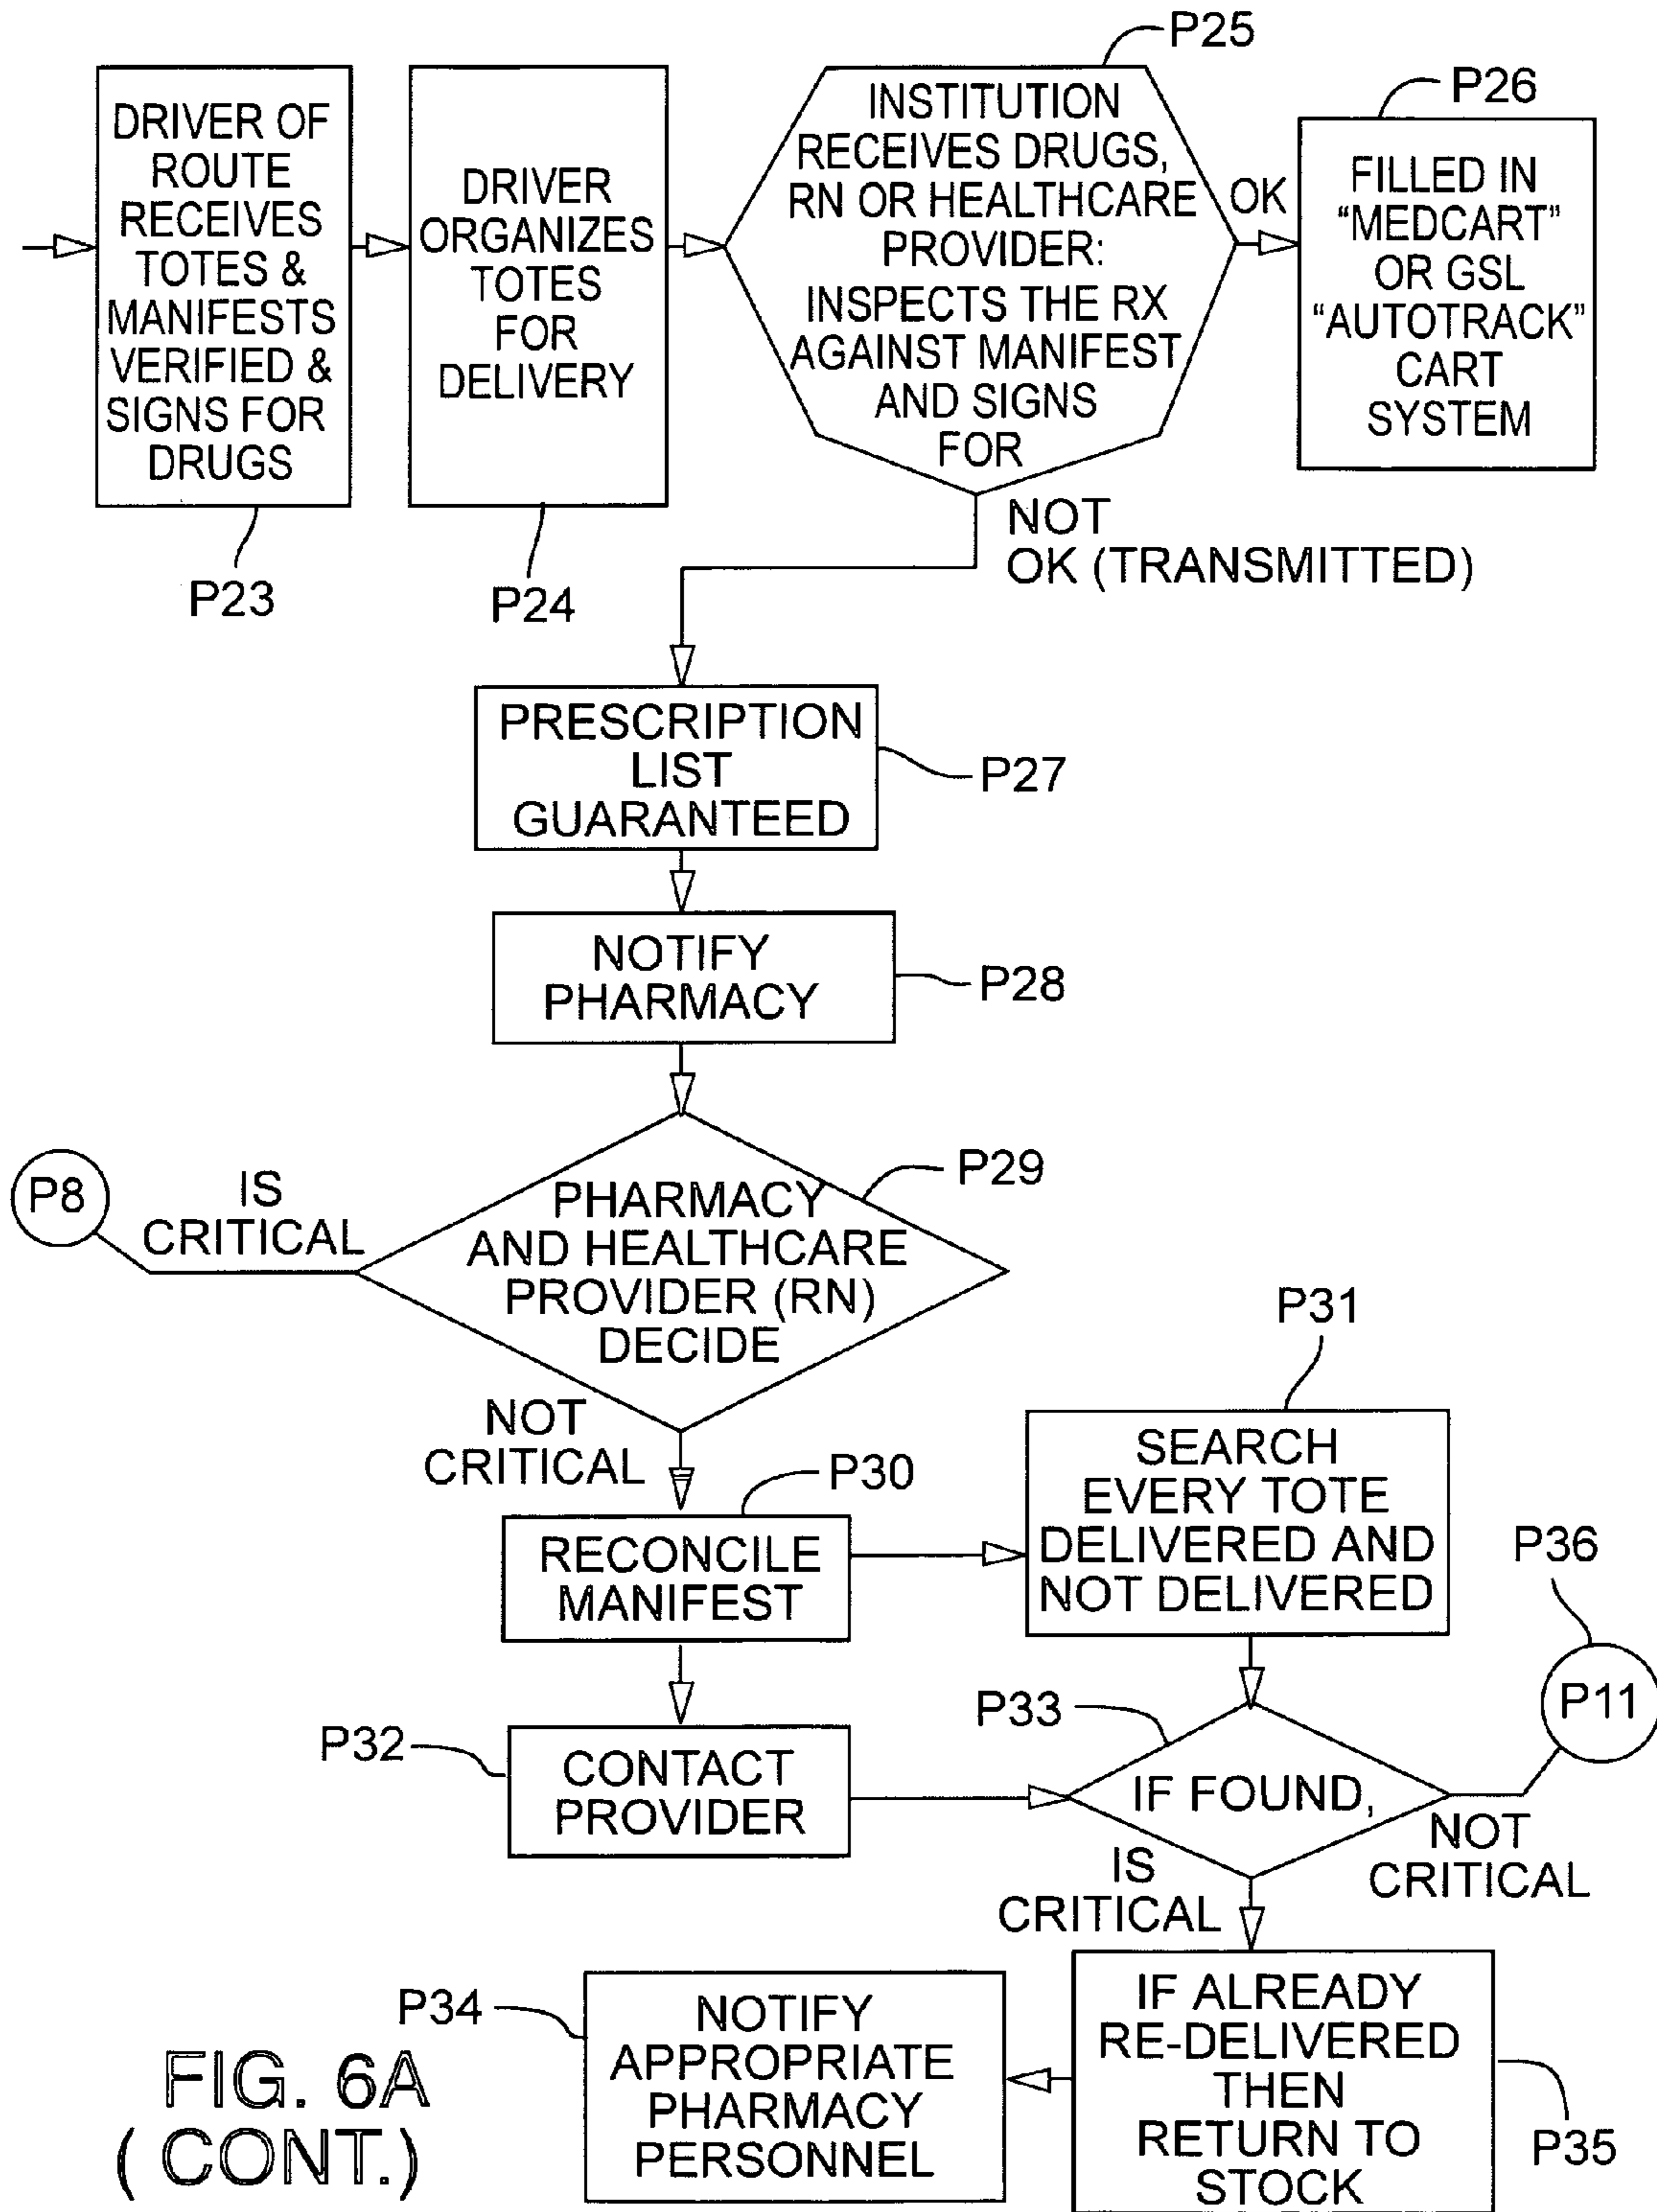 P25
P26
DRIVER OF
ROUTE
RECEIVES
TOTES &
MANIFESTS
VERIFIED &
SIGNS FOR
DRUGS
P23
DRIVER
ORGANIZES
TOTES
FOR
DELIVERY
P24
INSTITUTION
RECEIVES DRUGS,
RN OR HEALTHCARE
PROVIDER:
INSPECTS THE RX
AGAINST MANIFEST
AND SIGNS
FOR
OK
FILLED IN
“MEDCART”
OR GSL
“AUTOTRACK”
CART
SYSTEM
NOT
OK (TRANSMITTED)
PRESCRIPTION
LIST
GUARANTEED
P27
NOTIFY
PHARMACY
P28
P8
IS
CRITICAL
PHARMACY
AND HEALTHCARE
PROVIDER (RN)
DECIDE
P29
NOT
CRITICAL
P30
RECONCILE
MANIFEST
P31
SEARCH
EVERY TOTE
DELIVERED AND
NOT DELIVERED
P36
P11
P32
CONTACT
PROVIDER
P33
IF FOUND,
NOT
CRITICAL
IS
CRITICAL
P34
NOTIFY
APPROPRIATE
PHARMACY
PERSONNEL
IF ALREADY
RE-DELIVERED
THEN
RETURN TO
STOCK
P35
FIG. 6A
( CONT.)